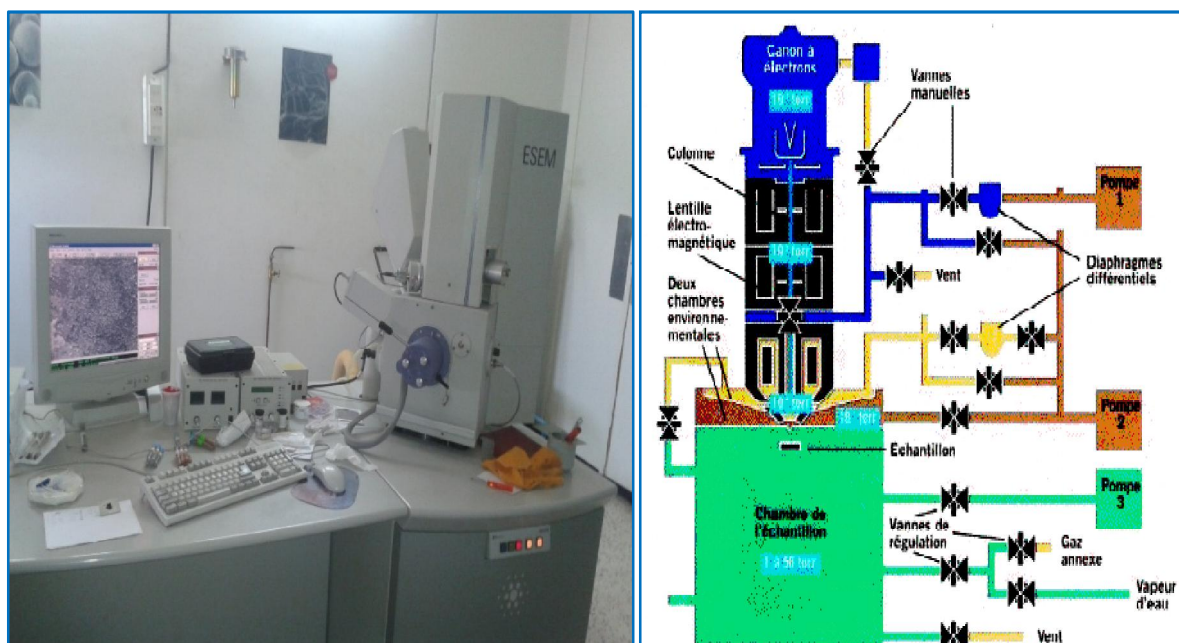 ESEM
Canon à
électrons
Vannes
manuelles
Colonne
Pompe
1
Lentille
électro-
magnétique
Vent
Diaphragmes
différentiels
Deux
chambres
environne-
mentales
Pompe
2
Echantillon
Chambre de
l'échantillon
Pompe
3
Vannes de
régulation
Gaz
annexe
1 à 50 torr
Vapeur
d'eau
Vent